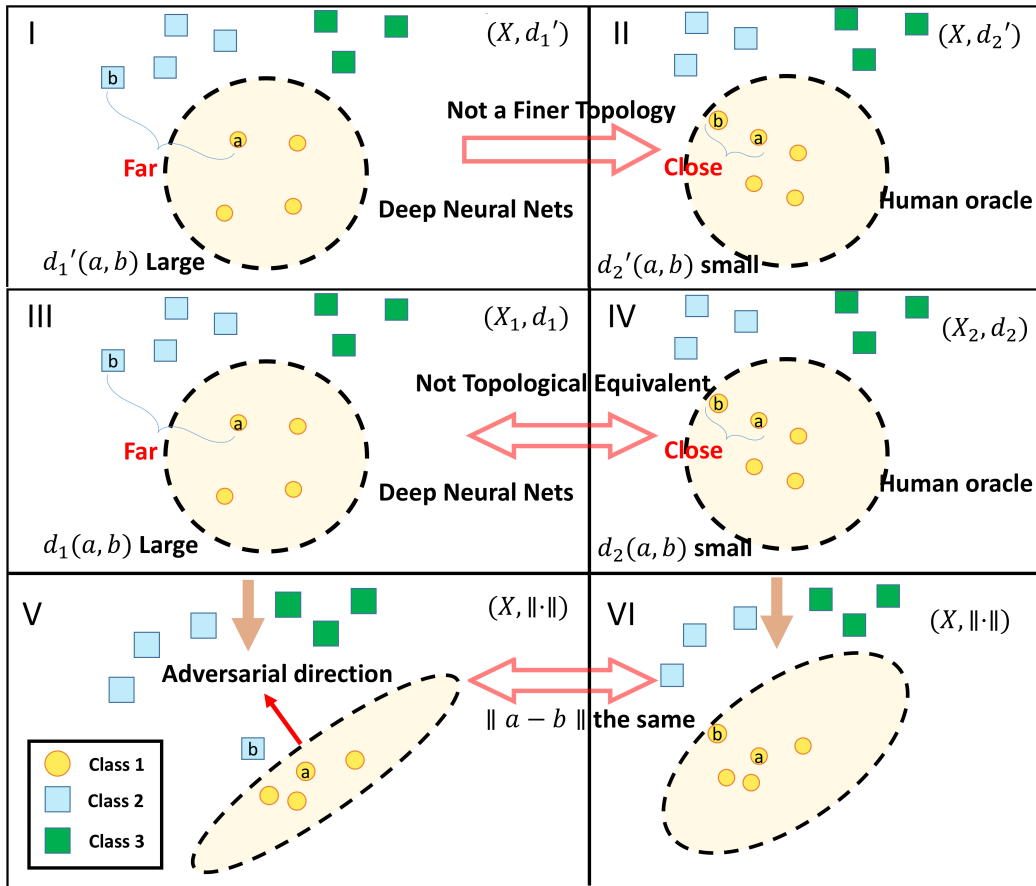 I
(X, d₁′)
b
a
Far
Deep Neural Nets
d₁′(a, b) Large
Not a Finer Topology
II
(X, d₂′)
b
a
Close
Human oracle
d₂′(a, b) small
III
(X₁, d₁)
b
a
Far
Deep Neural Nets
d₁(a, b) Large
Not Topological Equivalent
IV
(X₂, d₂)
b
a
Close
Human oracle
d₂(a, b) small
V
(X, ‖·‖)
Adversarial direction
b
a
‖ a − b ‖ the same
VI
(X, ‖·‖)
b
a
Class 1
Class 2
Class 3